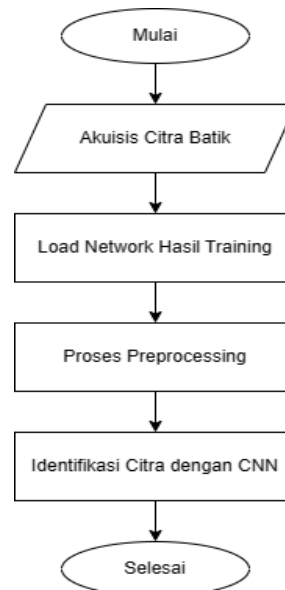 Mulai
Akuisis Citra Batik
Load Network Hasil Training
Proses Preprocessing
Identifikasi Citra dengan CNN
Selesai